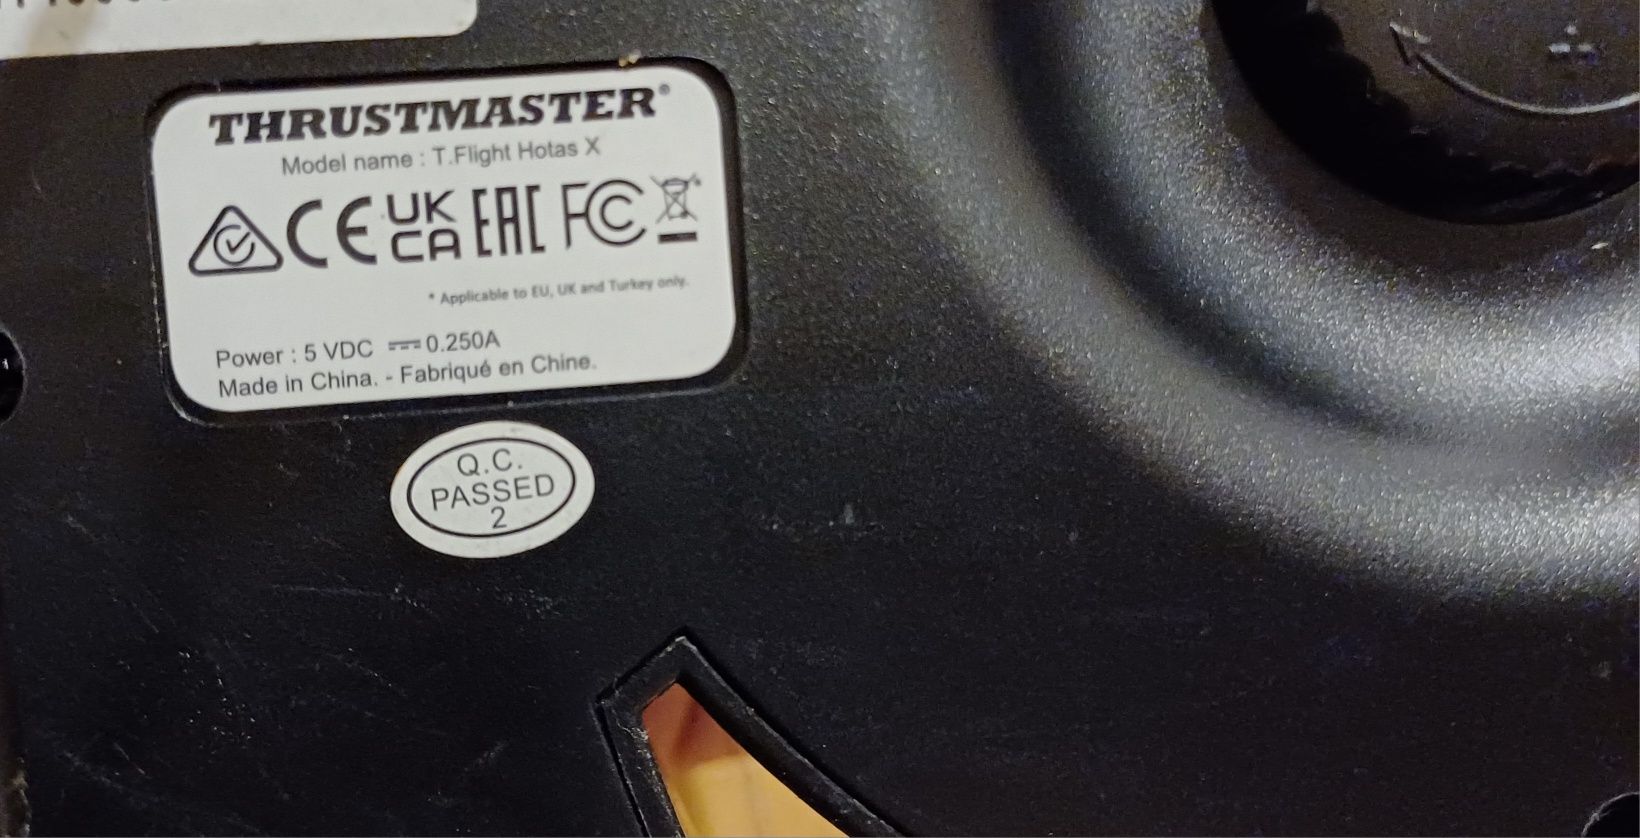 THRUSTMASTER®
Model name : T.Flight Hotas X
CE UK CA EAC FC
* Applicable to EU, UK and Turkey only.
Power : 5 VDC ⎓ 0.250A
Made in China. - Fabriqué en Chine.
Q.C.
PASSED
2